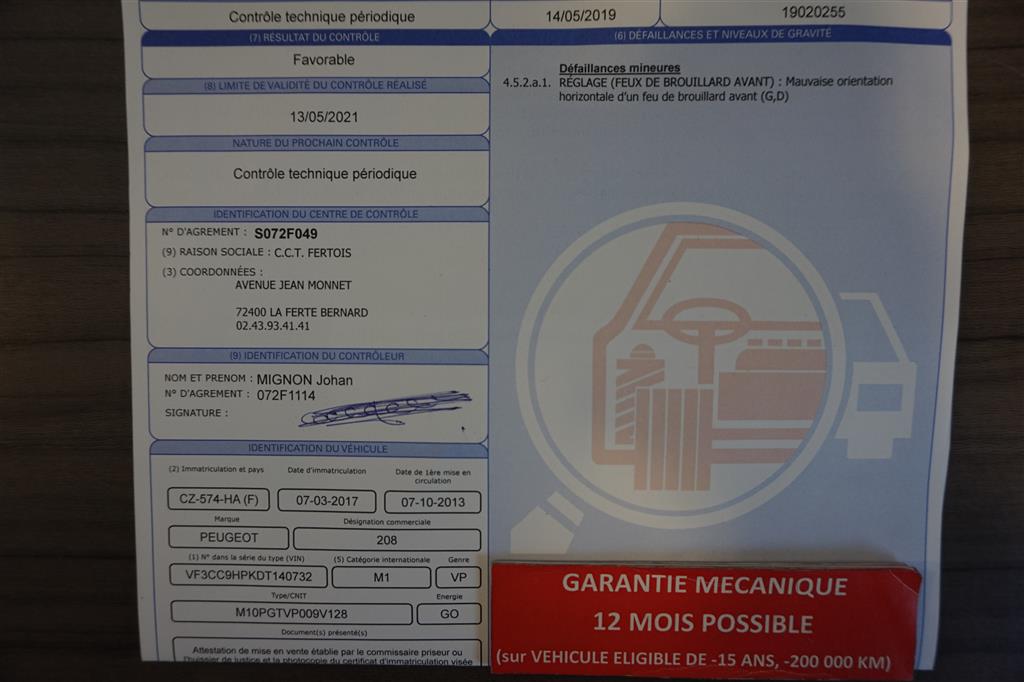 Contrôle technique périodique
14/05/2019
19020255
(7) RÉSULTAT DU CONTRÔLE
Favorable
(8) LIMITE DE VALIDITÉ DU CONTRÔLE RÉALISÉ
13/05/2021
NATURE DU PROCHAIN CONTRÔLE
Contrôle technique périodique
IDENTIFICATION DU CENTRE DE CONTRÔLE
N° D'AGREMENT : S072F049
(9) RAISON SOCIALE : C.C.T. FERTOIS
(3) COORDONNÉES :
AVENUE JEAN MONNET
72400 LA FERTE BERNARD
02.43.93.41.41
(9) IDENTIFICATION DU CONTRÔLEUR
NOM ET PRENOM : MIGNON Johan
N° D'AGREMENT : 072F1114
SIGNATURE :
IDENTIFICATION DU VÉHICULE
(2) Immatriculation et pays
Date d'immatriculation
Date de 1ère mise en
circulation
CZ-574-HA (F)
07-03-2017
07-10-2013
Marque
Désignation commerciale
PEUGEOT
208
(1) N° dans la série du type (VIN)
(5) Catégorie internationale
Genre
VF3CC9HPKDT140732
M1
VP
Type/CNIT
Energie
M10PGTVP009V128
GO
Document(s) présenté(s)
Attestation de mise en vente établie par le commissaire priseur ou
l'huissier de justice et la photocopie du certificat d'immatriculation visée
(6) DÉFAILLANCES ET NIVEAUX DE GRAVITÉ
Défaillances mineures
4.5.2.a.1. RÉGLAGE (FEUX DE BROUILLARD AVANT) : Mauvaise orientation
horizontale d'un feu de brouillard avant (G,D)
GARANTIE MECANIQUE
12 MOIS POSSIBLE
(sur VEHICULE ELIGIBLE DE -15 ANS, -200 000 KM)